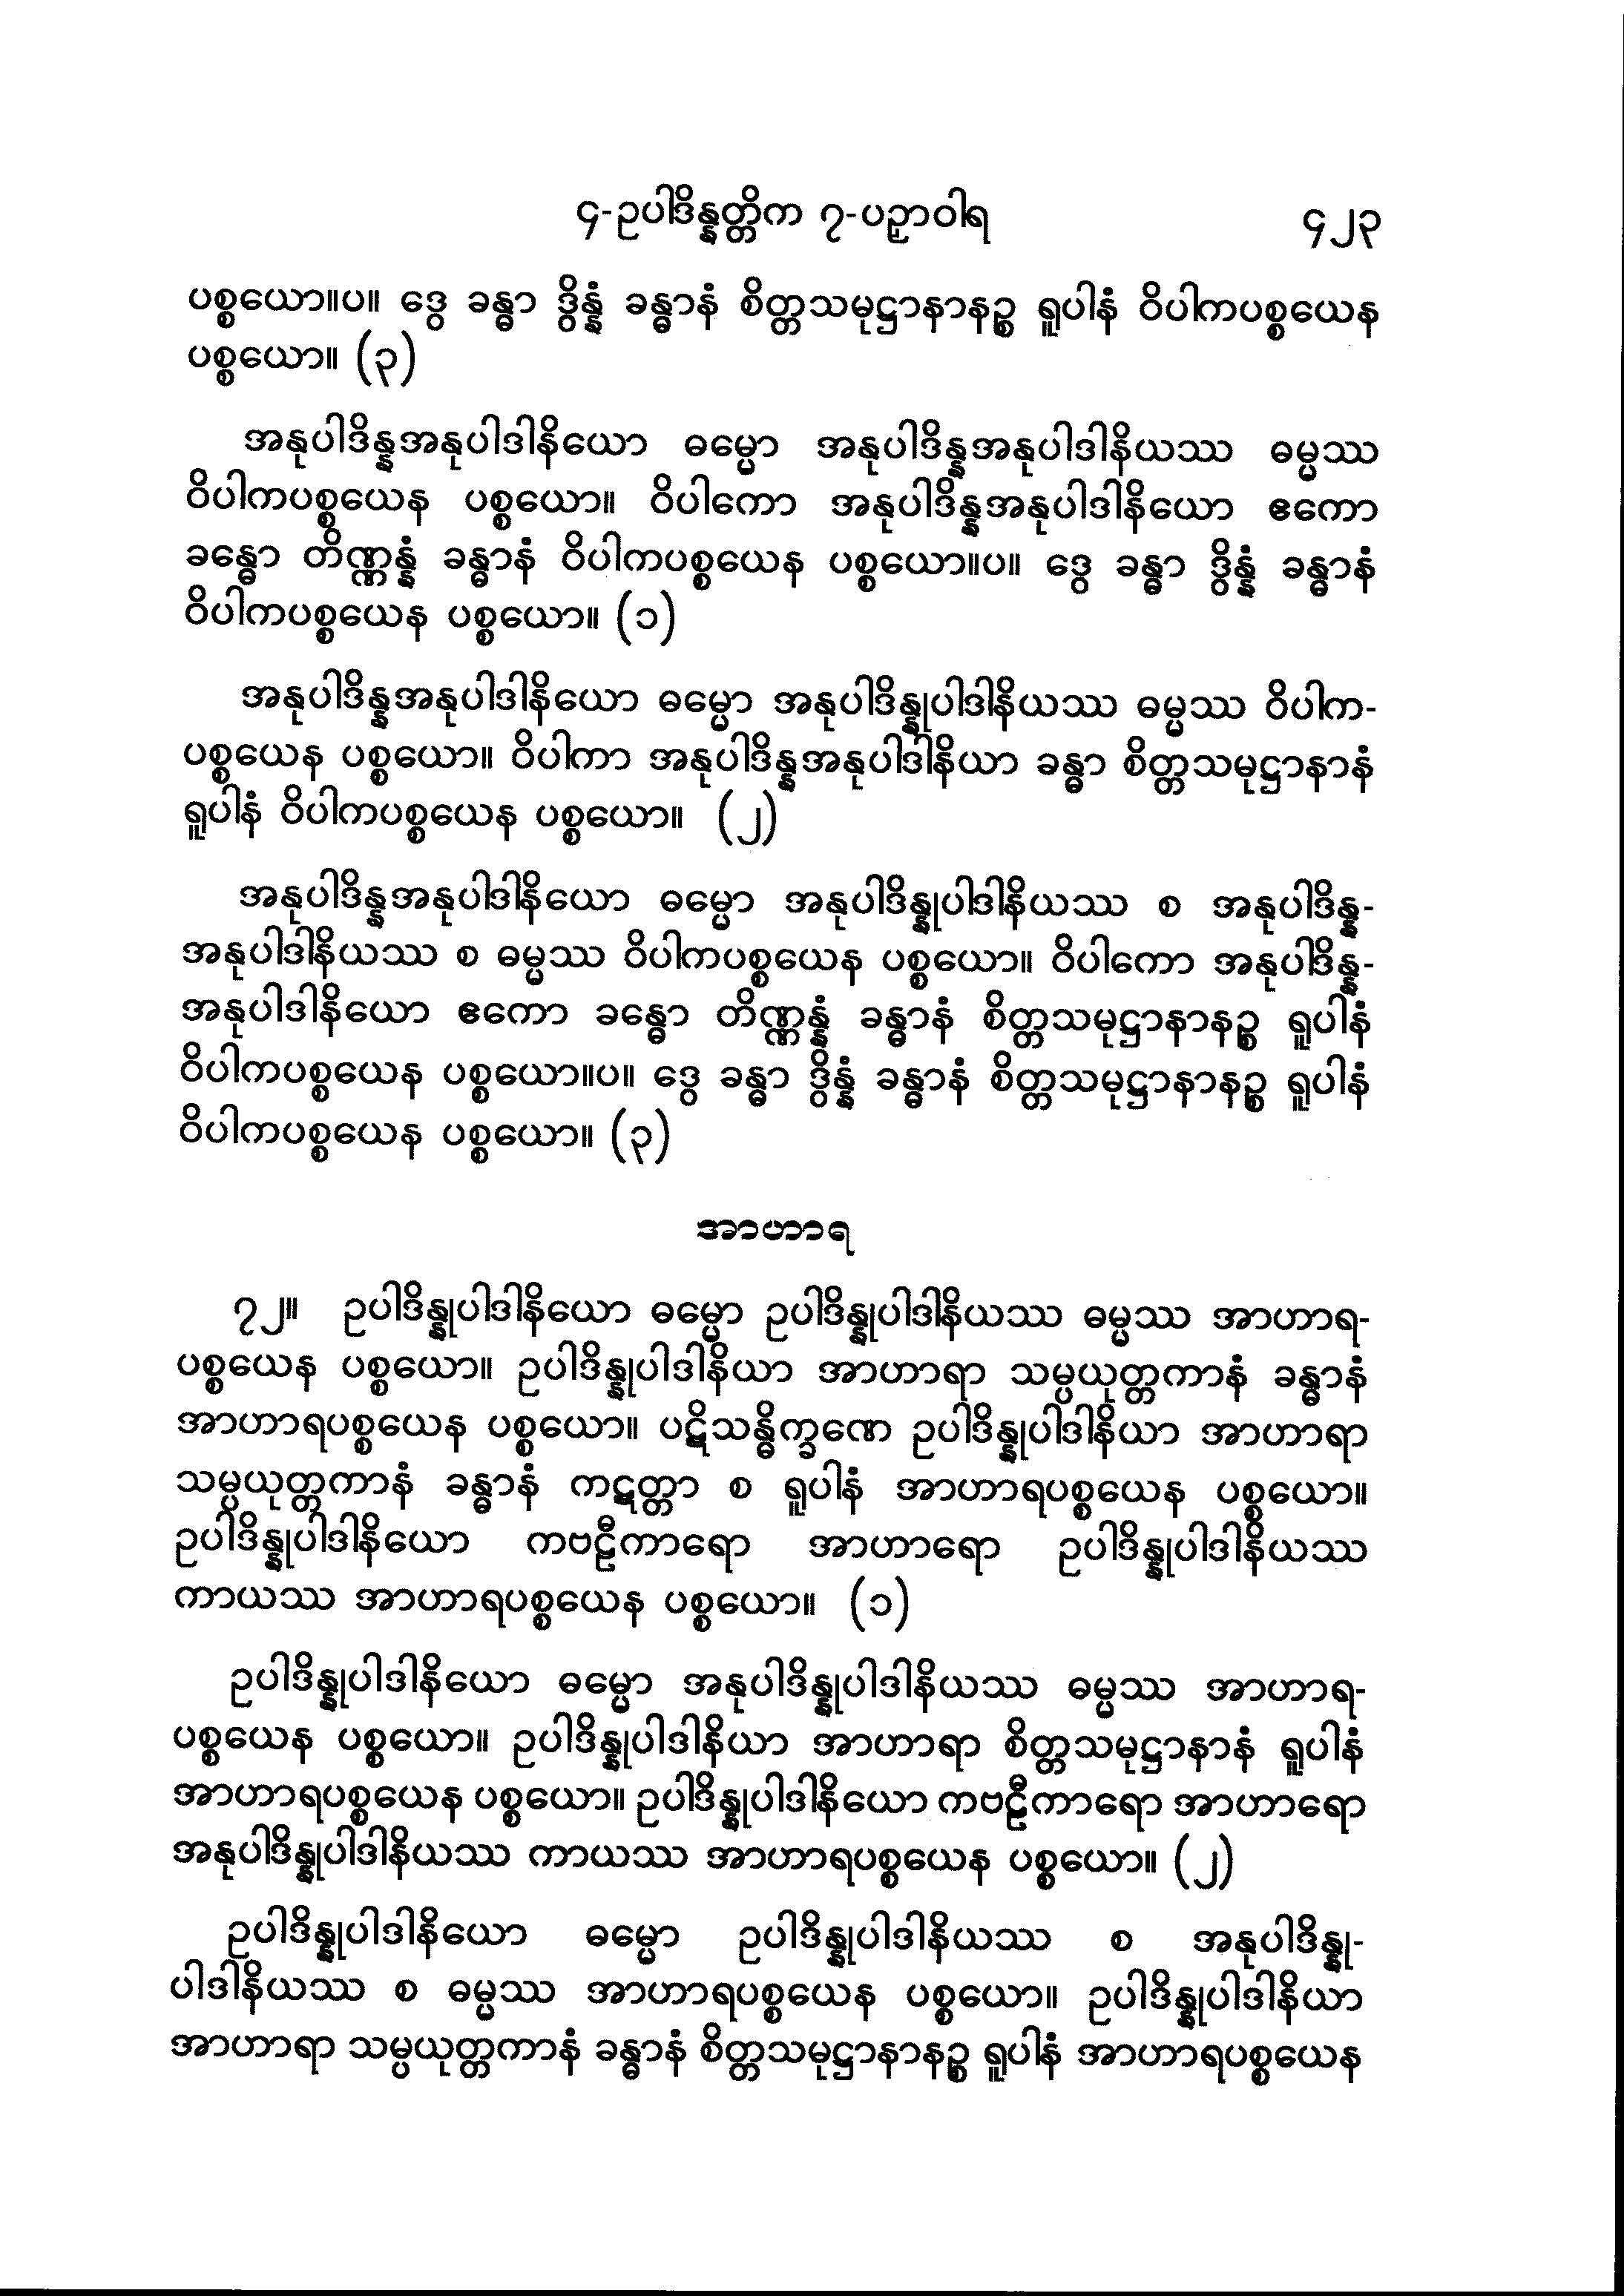 ၄-ဥပါဒိန္နတ္တိက ၇-ပဉှာဝါရ ၄၂၃
ပစ္စယော။ပ။ ဒွေ ခန္ဓာ ဒွိန္နံ ခန္ဓာနံ စိတ္တသမုဋ္ဌာနာနဉ္စ ရူပါနံ ဝိပါကပစ္စယေန
ပစ္စယော။ (၃)
အနုပါဒိန္နအနုပါဒါနိယော ဓမ္မော အနုပါဒိန္နအနုပါဒါနိယဿ ဓမ္မဿ
ဝိပါကပစ္စယေန ပစ္စယော။ ဝိပါကော အနုပါဒိန္နအနုပါဒါနိယော ဧကော
ခန္ဓော တိဏ္ဏန္နံ ခန္ဓာနံ ဝိပါကပစ္စယေန ပစ္စယော။ပ။ ဒွေ ခန္ဓာ ဒွိန္နံ ခန္ဓာနံ
ဝိပါကပစ္စယေန ပစ္စယော။ (၁)
အနုပါဒိန္နအနုပါဒါနိယော ဓမ္မော အနုပါဒိန္နုပါဒါနိယဿ ဓမ္မဿ ဝိပါက-
ပစ္စယေန ပစ္စယော။ ဝိပါကာ အနုပါဒိန္နအနုပါဒါနိယာ ခန္ဓာ စိတ္တသမုဋ္ဌာနာနံ
ရူပါနံ ဝိပါကပစ္စယေန ပစ္စယော။ (၂)
အနုပါဒိန္နအနုပါဒါနိယော ဓမ္မော အနုပါဒိန္နုပါဒါနိယဿ စ အနုပါဒိန္န-
အနုပါဒါနိယဿ စ ဓမ္မဿ ဝိပါကပစ္စယေန ပစ္စယော။ ဝိပါကော အနုပါဒိန္န-
အနုပါဒါနိယော ဧကော ခန္ဓော တိဏ္ဏန္နံ ခန္ဓာနံ စိတ္တသမုဋ္ဌာနာနဉ္စ ရူပါနံ
ဝိပါကပစ္စယေန ပစ္စယော။ပ။ ဒွေ ခန္ဓာ ဒွိန္နံ ခန္ဓာနံ စိတ္တသမုဋ္ဌာနာနဉ္စ ရူပါနံ
ဝိပါကပစ္စယေန ပစ္စယော။ (၃)
အာဟာရ
၇၂။ ဥပါဒိန္နုပါဒါနိယော ဓမ္မော ဥပါဒိန္နုပါဒါနိယဿ ဓမ္မဿ အာဟာရ-
ပစ္စယေန ပစ္စယော။ ဥပါဒိန္နုပါဒါနိယာ အာဟာရာ သမ္ပယုတ္တကာနံ ခန္ဓာနံ
အာဟာရပစ္စယေန ပစ္စယော။ ပဋိသန္ဓိက္ခဏေ ဥပါဒိန္နုပါဒါနိယာ အာဟာရာ
သမ္ပယုတ္တကာနံ ခန္ဓာနံ ကဋတ္တာ စ ရူပါနံ အာဟာရပစ္စယေန ပစ္စယော။
ဥပါဒိန္နုပါဒါနိယော ကဗဠီကာရော အာဟာရော ဥပါဒိန္နုပါဒါနိယဿ
ကာယဿ အာဟာရပစ္စယေန ပစ္စယော။ (၁)
ဥပါဒိန္နုပါဒါနိယော ဓမ္မော အနုပါဒိန္နုပါဒါနိယဿ ဓမ္မဿ အာဟာရ-
ပစ္စယေန ပစ္စယော။ ဥပါဒိန္နုပါဒါနိယာ အာဟာရာ စိတ္တသမုဋ္ဌာနာနံ ရူပါနံ
အာဟာရပစ္စယေန ပစ္စယော။ ဥပါဒိန္နုပါဒါနိယော ကဗဠီကာရော အာဟာရော
အနုပါဒိန္နုပါဒါနိယဿ ကာယဿ အာဟာရပစ္စယေန ပစ္စယော။ (၂)
ဥပါဒိန္နုပါဒါနိယော ဓမ္မော ဥပါဒိန္နုပါဒါနိယဿ စ အနုပါဒိန္နု-
ပါဒါနိယဿ စ ဓမ္မဿ အာဟာရပစ္စယေန ပစ္စယော။ ဥပါဒိန္နုပါဒါနိယာ
အာဟာရာ သမ္ပယုတ္တကာနံ ခန္ဓာနံ စိတ္တသမုဋ္ဌာနာနဉ္စ ရူပါနံ အာဟာရပစ္စယေန